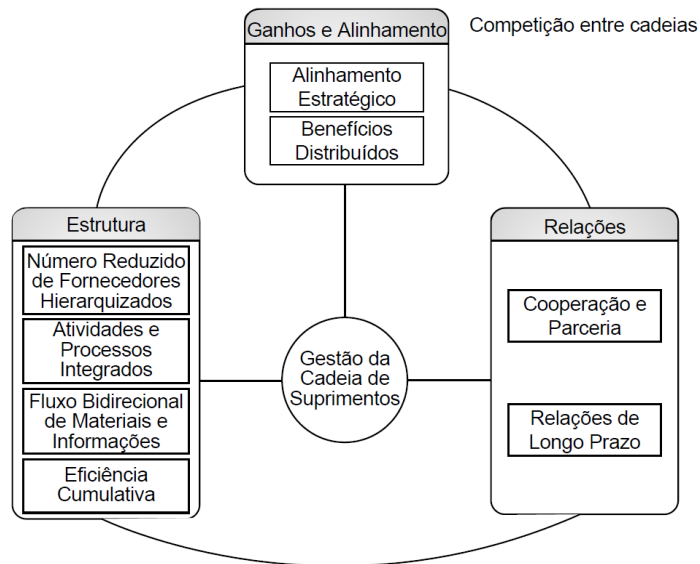 Ganhos e Alinhamento
Competição entre cadeias
Alinhamento
Estratégico
Benefícios
Distribuídos
Estrutura
Número Reduzido
de Fornecedores
Hierarquizados
Atividades e
Processos
Integrados
Fluxo Bidirecional
de Materiais e
Informações
Eficiência
Cumulativa
Gestão da
Cadeia de
Suprimentos
Relações
Cooperação e
Parceria
Relações de
Longo Prazo